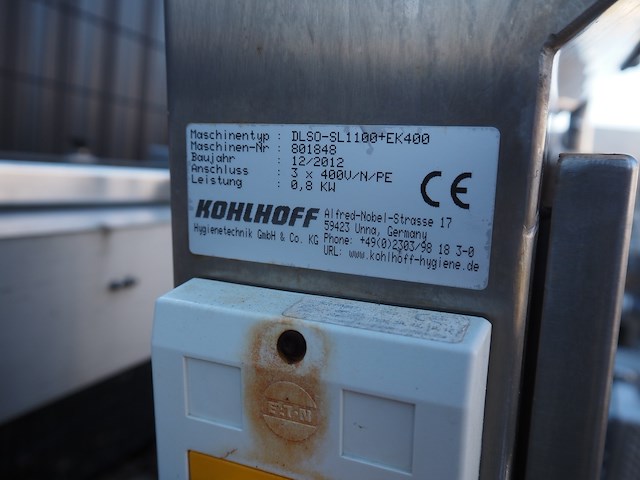 Maschinentyp : DLSO-SL1100+EK400
Maschinen-Nr : 801848
Baujahr : 12/2012
Anschluss : 3 x 400V/N/PE
Leistung : 0,8 KW
CE
KOHLHOFF
Hygienetechnik GmbH & Co. KG
Alfred-Nobel-Strasse 17
59423 Unna, Germany
Phone: +49(0)2303/98 18 3-0
URL: www.kohlhoff-hygiene.de
E·T·N